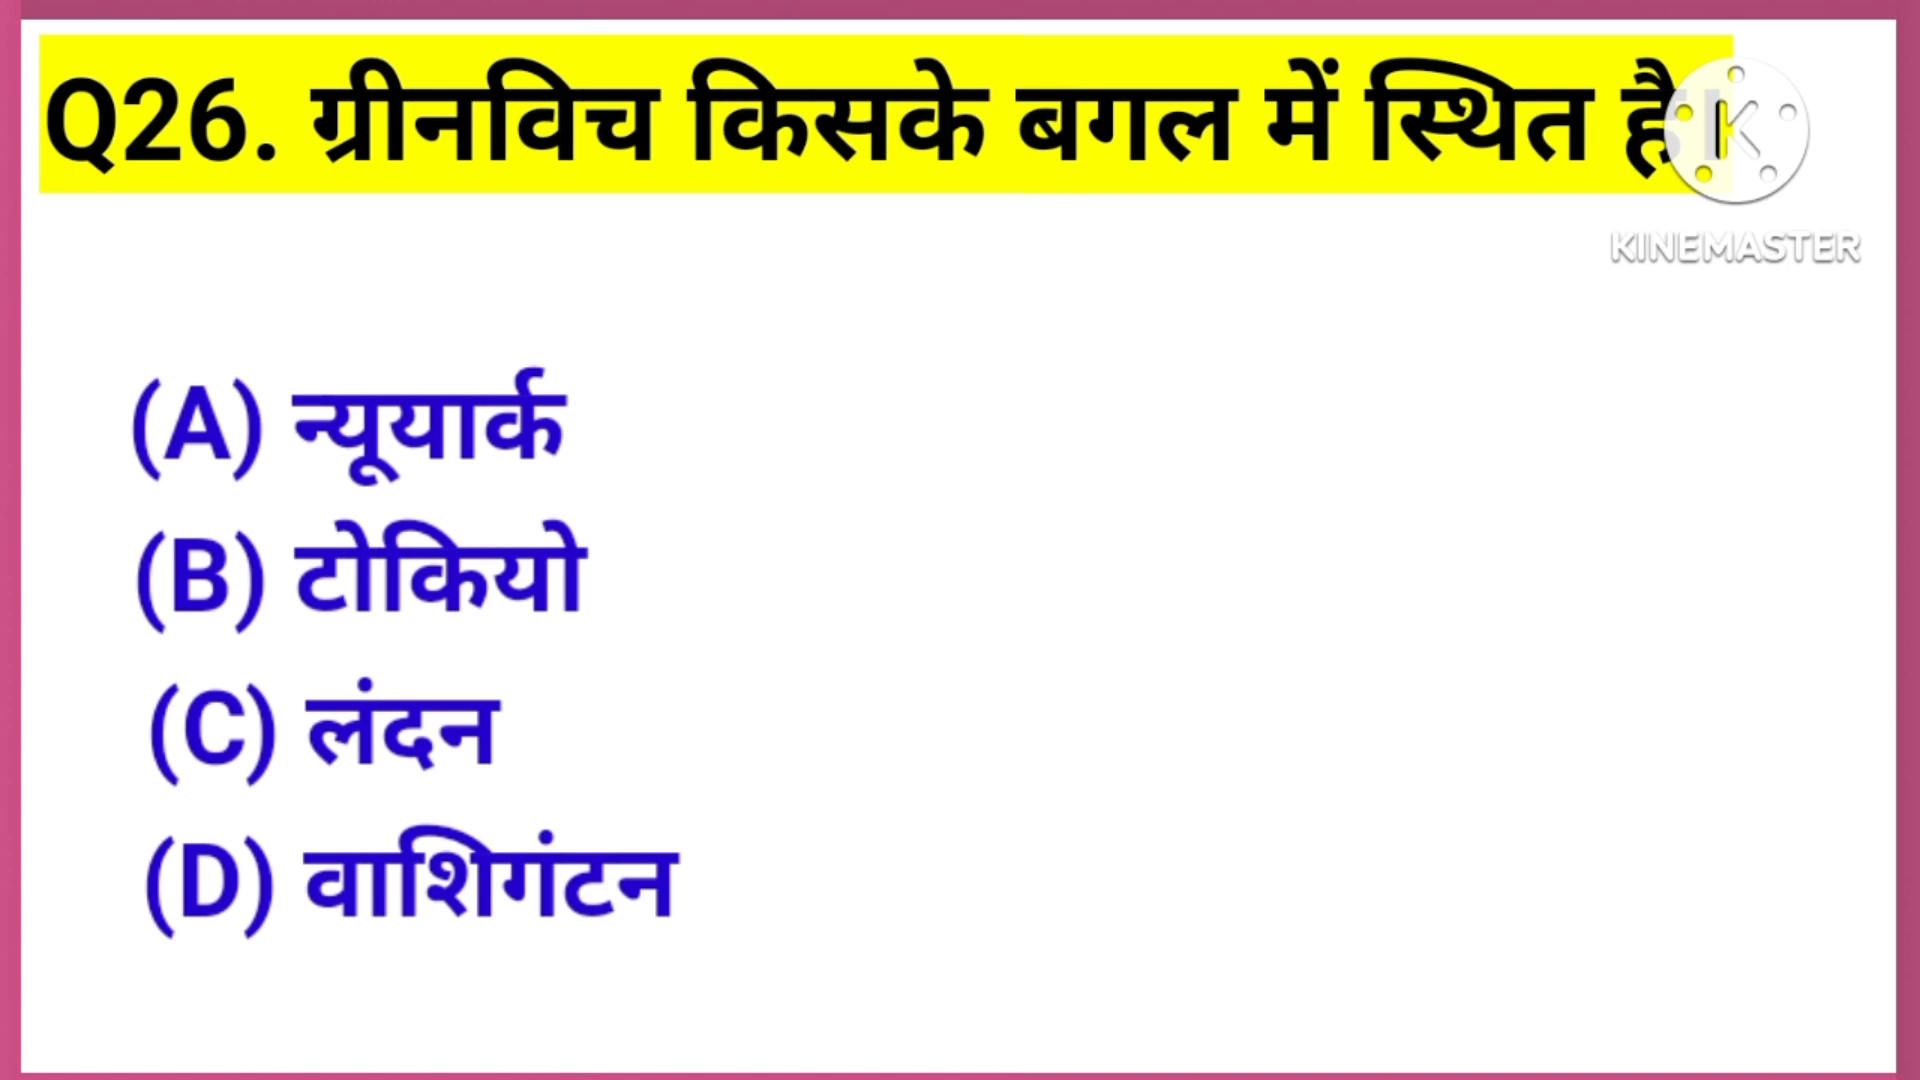 Q26. ग्रीनविच किसके बगल में स्थित है।
KINEMASTER
(A) न्यूयार्क
(B) टोकियो
(C) लंदन
(D) वाशिगंटन